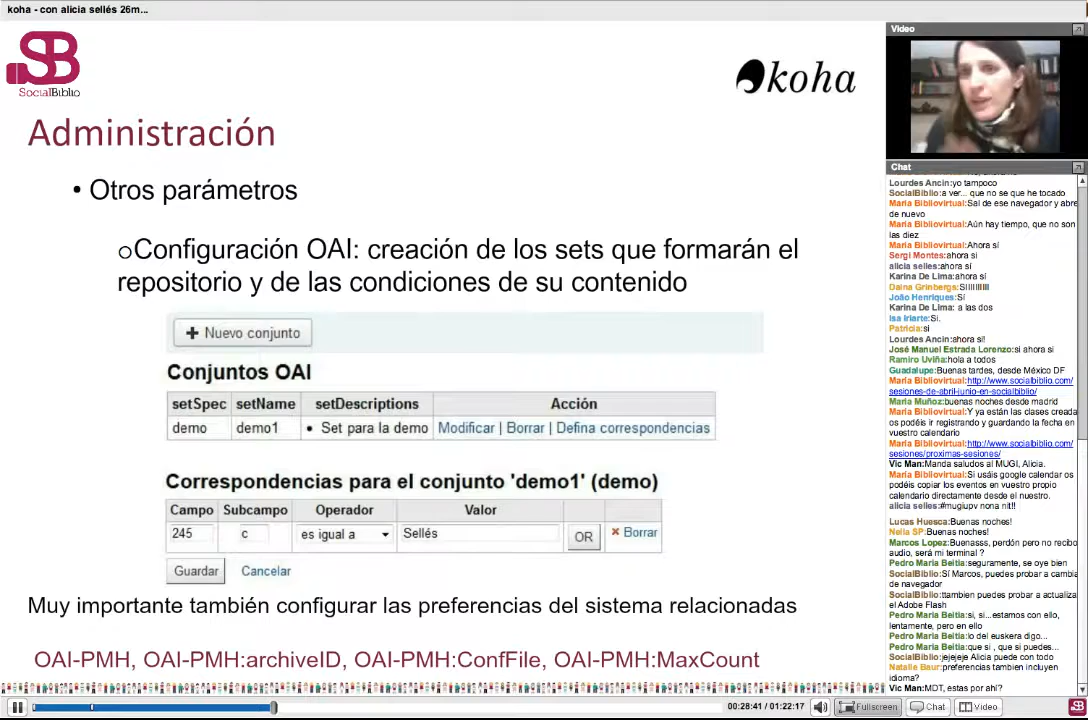 koha - con alicia sellés 26m...
SB
SocialBiblio
koha
Administración
• Otros parámetros
oConfiguración OAI: creación de los sets que formarán el
repositorio y de las condiciones de su contenido
Nuevo conjunto
Conjuntos OAI
setSpec setName setDescriptions Acción
demo demo1 • Set para la demo Modificar | Borrar | Defina correspondencias
Correspondencias para el conjunto 'demo1' (demo)
Campo Subcampo Operador Valor
245 c es igual a Sellés OR Borrar
Guardar Cancelar
Muy importante también configurar las preferencias del sistema relacionadas
OAI-PMH, OAI-PMH:archiveID, OAI-PMH:ConfFile, OAI-PMH:MaxCount
Video
Chat
Lourdes Ancin:yo tampoco
SocialBiblio:a ver... que no se que he tocado
Maria Bibliovirtual:Sal de ese navegador y abre
de nuevo
Maria Bibliovirtual:Aún hay tiempo, que no son
las diez
Maria Bibliovirtual:Ahora sí
Sergi Montes:ahora si
alicia selles:ahora sí
Karina De Lima:ahora sí
Daina Grinbergs:SIIIIIIIII
João Henriques:Sí
Karina De Lima: a las dos
Isa Iriarte:Si.
Patricia:si
Lourdes Ancin:ahora si!!
José Manuel Estrada Lorenzo:si ahora si
Ramiro Uviña:hola a todos
Guadalupe:Buenas tardes, desde México DF
Maria Bibliovirtual:http://www.socialbiblio.com/
sesiones-de-abril-junio-en-socialbiblio/
Maria Muñoz:buenas noches desde madrid
Maria Bibliovirtual:Y ya están las clases creada
os podéis ir registrando y guardando la fecha en
vuestro calendario
Maria Bibliovirtual:http://www.socialbiblio.com/
sesiones/proximas-sesiones/
Vic Man:Manda saludos al MUGI, Alicia.
Maria Bibliovirtual:Si usáis google calendar os
podéis copiar los eventos en vuestro propio
calendario directamente desde el nuestro.
alicia selles:#mugiupv nona nit!!
Lucas Huesca:Buenas noches!
Nelia SP:Buenas noches!
Marcos Lopez:Buenasss, perdón pero no recibo
audio, será mi terminal ?
Pedro Maria Beitia:seguramente, se oye bien
SocialBiblio:Sí Marcos, puedes probar a cambia
de navegador
SocialBiblio:ttambien puedes probar a actualiza
el Adobe Flash
Pedro Maria Beitia:si, si...estamos con ello,
lentamente, pero en ello
Pedro Maria Beitia:lo del euskera digo...
Pedro Maria Beitia:que si , que si puedes...
SocialBiblio:jejejeje Alicia puede con todo
Natalie Baur:preferencias tambien incluyen
idioma?
Vic Man:MDT, estas por ahí?
00:28:41 / 01:22:17 Fullscreen Chat Video
SB